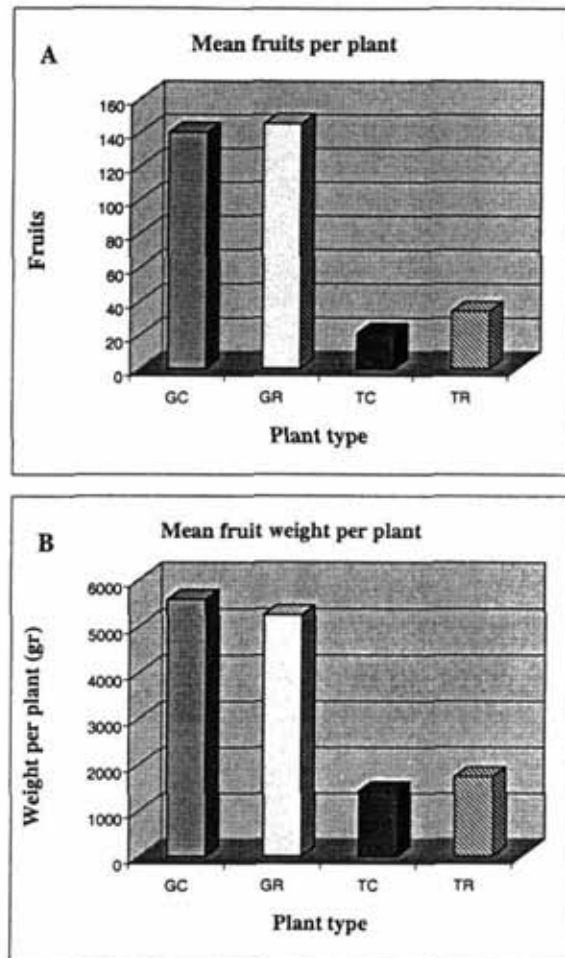 A
Mean fruits per plant
160
140
120
100
80
60
40
20
0
Fruits
GC GR TC TR
Plant type
B
Mean fruit weight per plant
6000
5000
4000
3000
2000
1000
0
Weight per plant (gr)
GC GR TC TR
Plant type